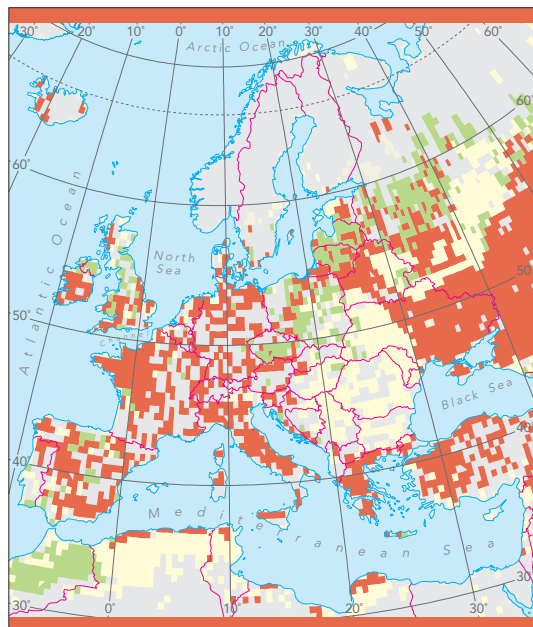 30° 20° 10° 0° 10° 20° 30° 40° 50° 60°
Arctic Ocean
60°
60°
North
Sea
50°
50°
Channel
Atlantic Ocean
Black Sea
40°
40°
Mediterranean Sea
30°
30°
0° 10° 20° 30°